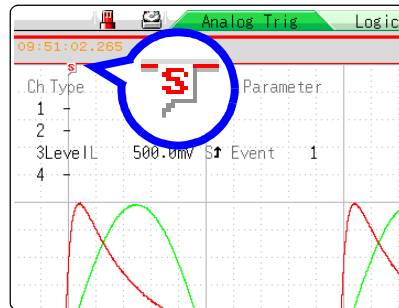 Analog Trig Logic
09:51:02.265
S
S
Ch Type Parameter
1 -
2 -
3LevelL 500.0mV S↑ Event 1
4 -